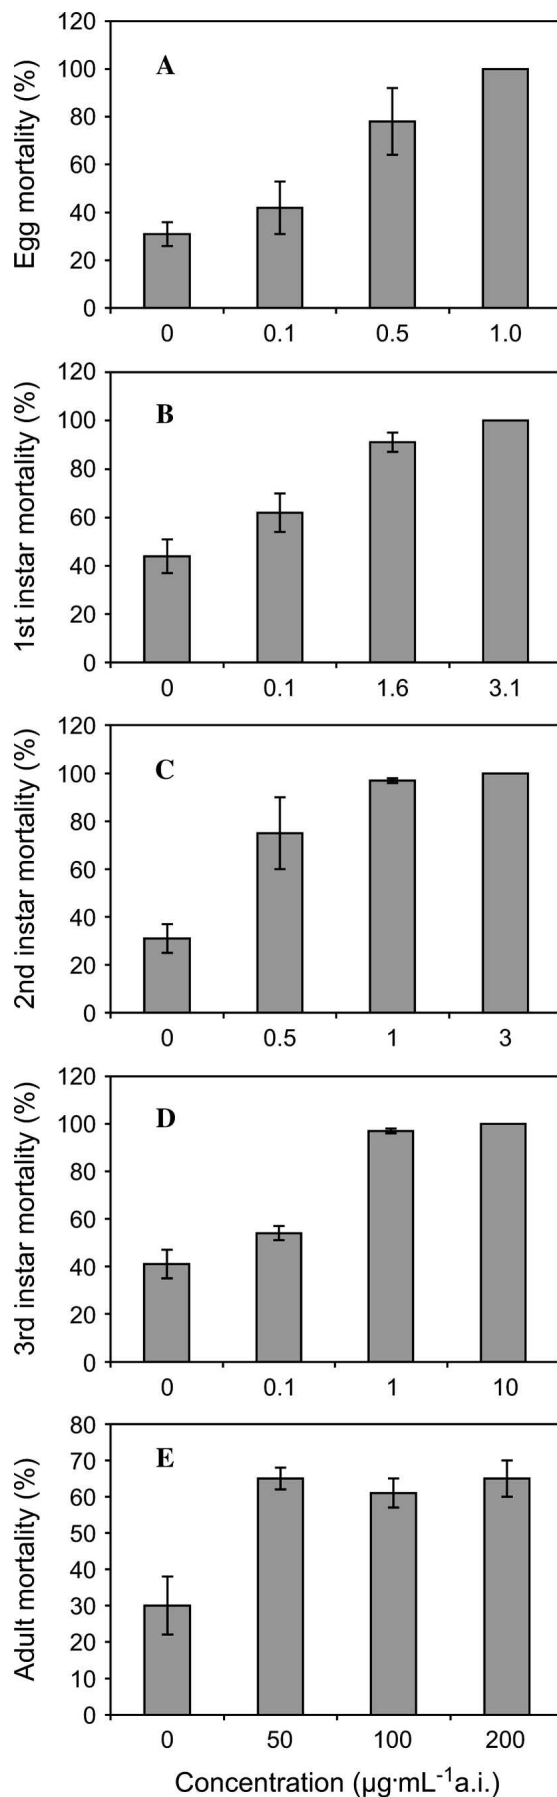 Egg mortality (%)
120
100
80
60
40
20
0
A
0 0.1 0.5 1.0
1st instar mortality (%)
120
100
80
60
40
20
0
B
0 0.1 1.6 3.1
2nd instar mortality (%)
120
100
80
60
40
20
0
C
0 0.5 1 3
3rd instar mortality (%)
120
100
80
60
40
20
0
D
0 0.1 1 10
Adult mortality (%)
80
70
60
50
40
30
20
10
0
E
0 50 100 200
Concentration (µg·mL⁻¹a.i.)